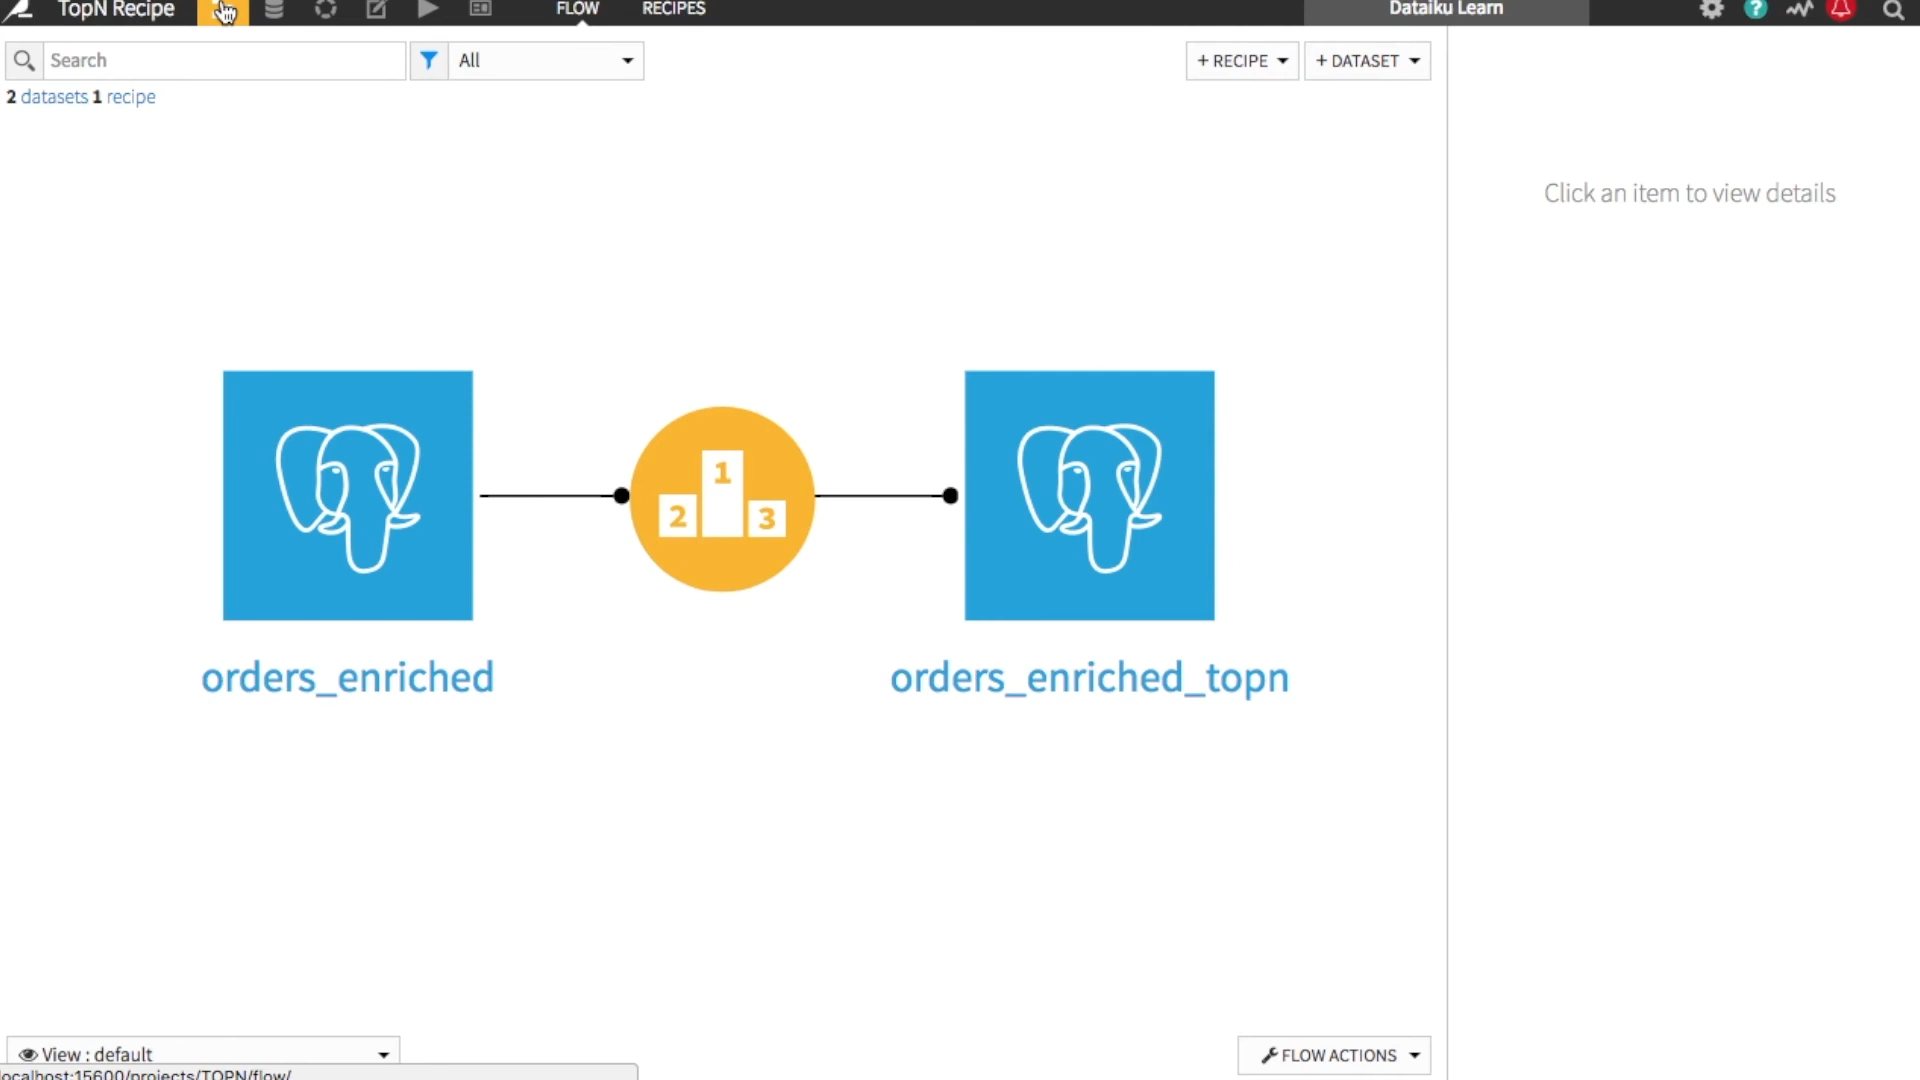 TopN Recipe
FLOW
RECIPES
Dataiku Learn
?
Search
All
+ RECIPE
+ DATASET
2 datasets 1 recipe
Click an item to view details
1
2
3
orders_enriched
orders_enriched_topn
View : default
FLOW ACTIONS
localhost:15600/projects/TOPN/flow/